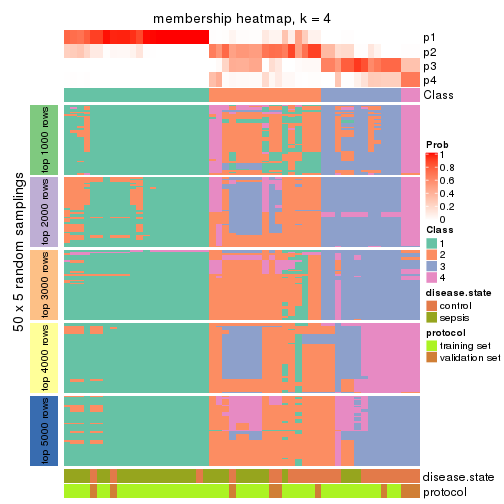 membership heatmap, k = 4
p1
p2
p3
p4
Class
50 x 5 random samplings
top 1000 rows
top 2000 rows
top 3000 rows
top 4000 rows
top 5000 rows
Prob
1
0.8
0.6
0.4
0.2
0
Class
1
2
3
4
disease.state
control
sepsis
protocol
training set
validation set
disease.state
protocol